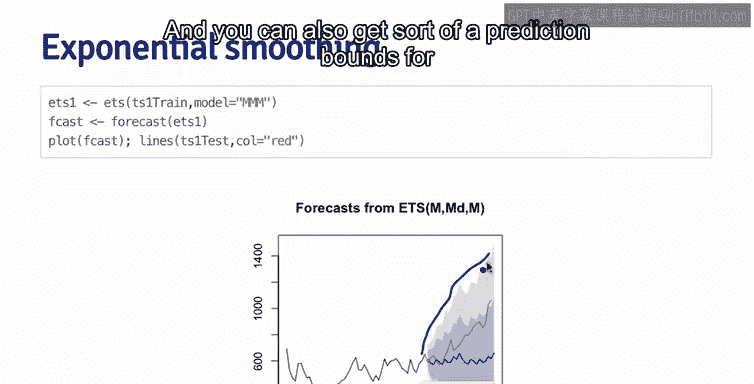 And you can also get sort of a prediction
bounds for
Exponential smoothing
ets1 <- ets(ts1Train,model="MMM")
fcast <- forecast(ets1)
plot(fcast); lines(ts1Test,col="red")
Forecasts from ETS(M,Md,M)
1400
1000
600